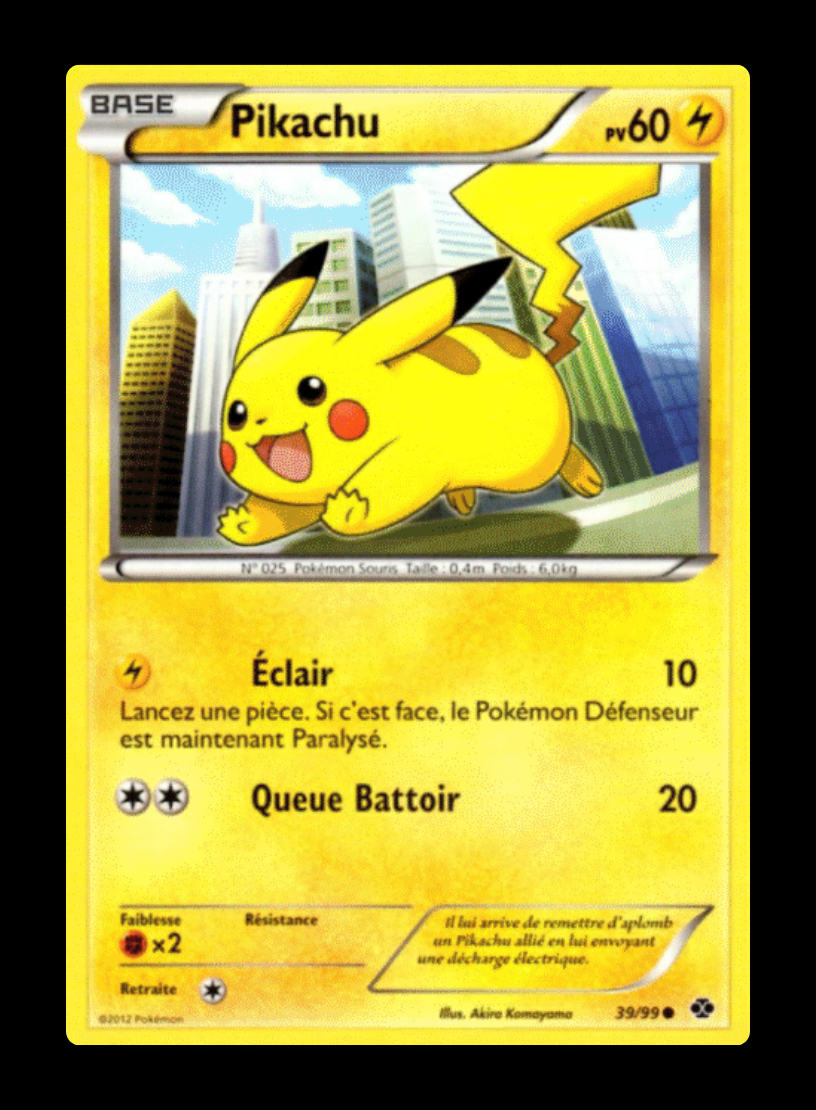 BASE
Pikachu
PV60
N° 025 Pokémon Souris Taille : 0,4m Poids : 6,0kg
Éclair 10
Lancez une pièce. Si c'est face, le Pokémon Défenseur
est maintenant Paralysé.
Queue Battoir 20
Faiblesse Résistance
x2
Il lui arrive de remettre d'aplomb
un Pikachu allié en lui envoyant
une décharge électrique.
Retraite
©2012 Pokémon
Illus. Akira Komayama
39/99